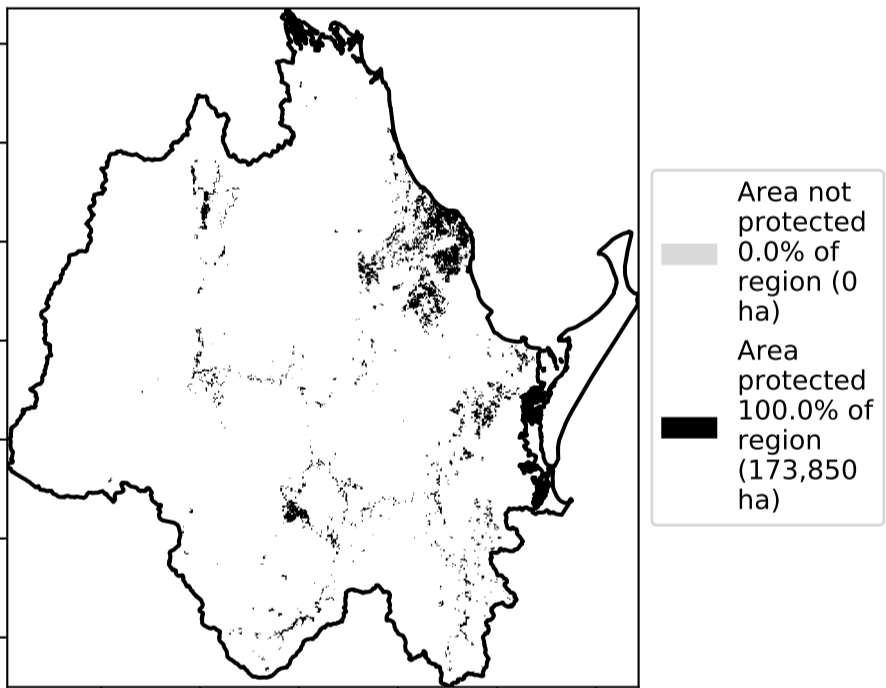 Area not
protected
0.0% of
region (0
ha)
Area
protected
100.0% of
region
(173,850
ha)